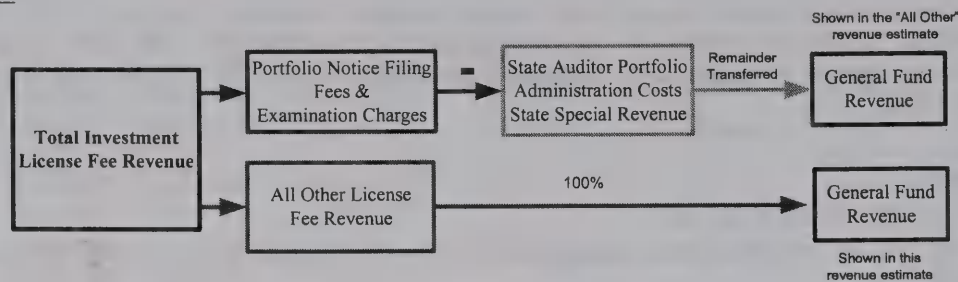 Shown in the "All Other"
revenue estimate
Total Investment
License Fee Revenue
Portfolio Notice Filing
Fees &
Examination Charges
-
State Auditor Portfolio
Administration Costs
State Special Revenue
Remainder
Transferred
General Fund
Revenue
All Other License
Fee Revenue
100%
General Fund
Revenue
Shown in this
revenue estimate